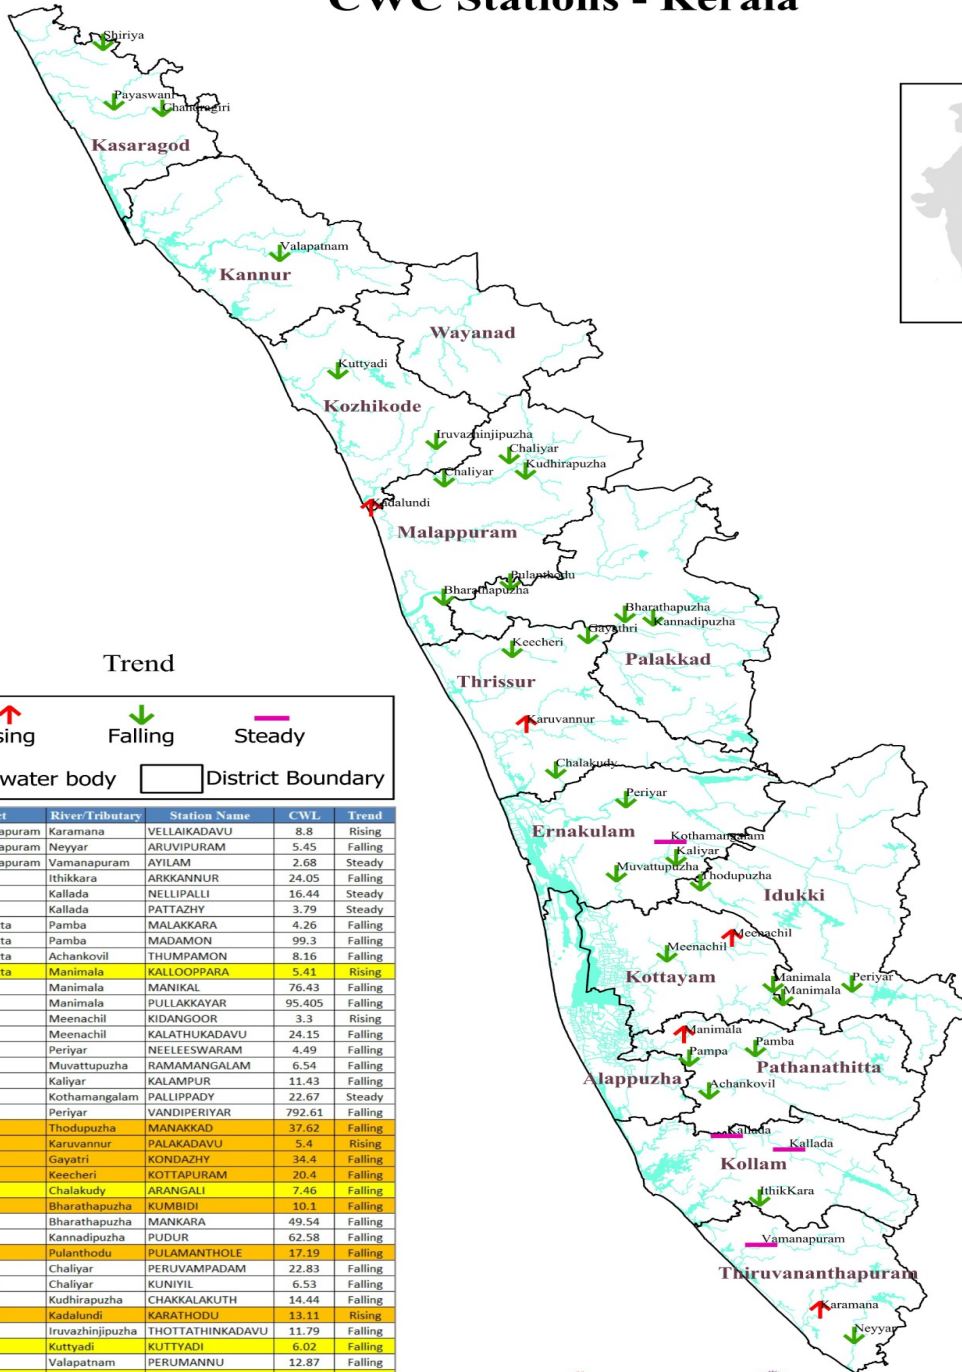 CWC Stations - Kerala
Shiriya
Payaswani
Chandragiri
Kasaragod
Valapatnam
Kannur
Wayanad
Kuttyadi
Kozhikode
Iruvazhinjipuzha
Chaliyar
Kudhirapuzha
Chaliyar
Kadalundi
Malappuram
Pulanthodu
Bharathapuzha
Bharathapuzha
Kannadipuzha
Gayathri
Keecheri
Palakkad
Thrissur
Karuvannur
Chalakudy
Periyar
Ernakulam
Kothamangalam
Kaliyar
Muvattupuzha
Thodupuzha
Idukki
Meenachil
Meenachil
Kottayam
Manimala
Periyar
Manimala
Manimala
Pamba
Pampa
Pathanathitta
Alappuzha
Achankovil
Kallada
Kallada
Kollam
IthikKara
Vamanapuram
Thiruvananthapuram
Karamana
Neyyar
Trend
sing Falling Steady
water body District Boundary
ct River/Tributary Station Name CWL Trend
apuram Karamana VELLAIKADAVU 8.8 Rising
apuram Neyyar ARUVIPURAM 5.45 Falling
apuram Vamanapuram AYILAM 2.68 Steady
Ithikkara ARKKANNUR 24.05 Falling
Kallada NELLIPALLI 16.44 Steady
Kallada PATTAZHY 3.79 Steady
ta Pamba MALAKKARA 4.26 Falling
ta Pamba MADAMON 99.3 Falling
ta Achankovil THUMPAMON 8.16 Falling
ta Manimala KALLOOPPARA 5.41 Rising
Manimala MANIKAL 76.43 Falling
Manimala PULLAKKAYAR 95.405 Falling
Meenachil KIDANGOOR 3.3 Rising
Meenachil KALATHUKADAVU 24.15 Falling
Periyar NEELEESWARAM 4.49 Falling
Muvattupuzha RAMAMANGALAM 6.54 Falling
Kaliyar KALAMPUR 11.43 Falling
Kothamangalam PALLIPPADY 22.67 Steady
Periyar VANDIPERIYAR 792.61 Falling
Thodupuzha MANAKKAD 37.62 Falling
Karuvannur PALAKADAVU 5.4 Rising
Gayatri KONDAZHY 34.4 Falling
Keecheri KOTTAPURAM 20.4 Falling
Chalakudy ARANGALI 7.46 Falling
Bharathapuzha KUMBIDI 10.1 Falling
Bharathapuzha MANKARA 49.54 Falling
Kannadipuzha PUDUR 62.58 Falling
Pulanthodu PULAMANTHOLE 17.19 Falling
Chaliyar PERUVAMPADAM 22.83 Falling
Chaliyar KUNIYIL 6.53 Falling
Kudhirapuzha CHAKKALAKUTH 14.44 Falling
Kadalundi KARATHODU 13.11 Rising
Iruvazhinjipuzha THOTTATHINKADAVU 11.79 Falling
Kuttyadi KUTTYADI 6.02 Falling
Valapatnam PERUMANNU 12.87 Falling